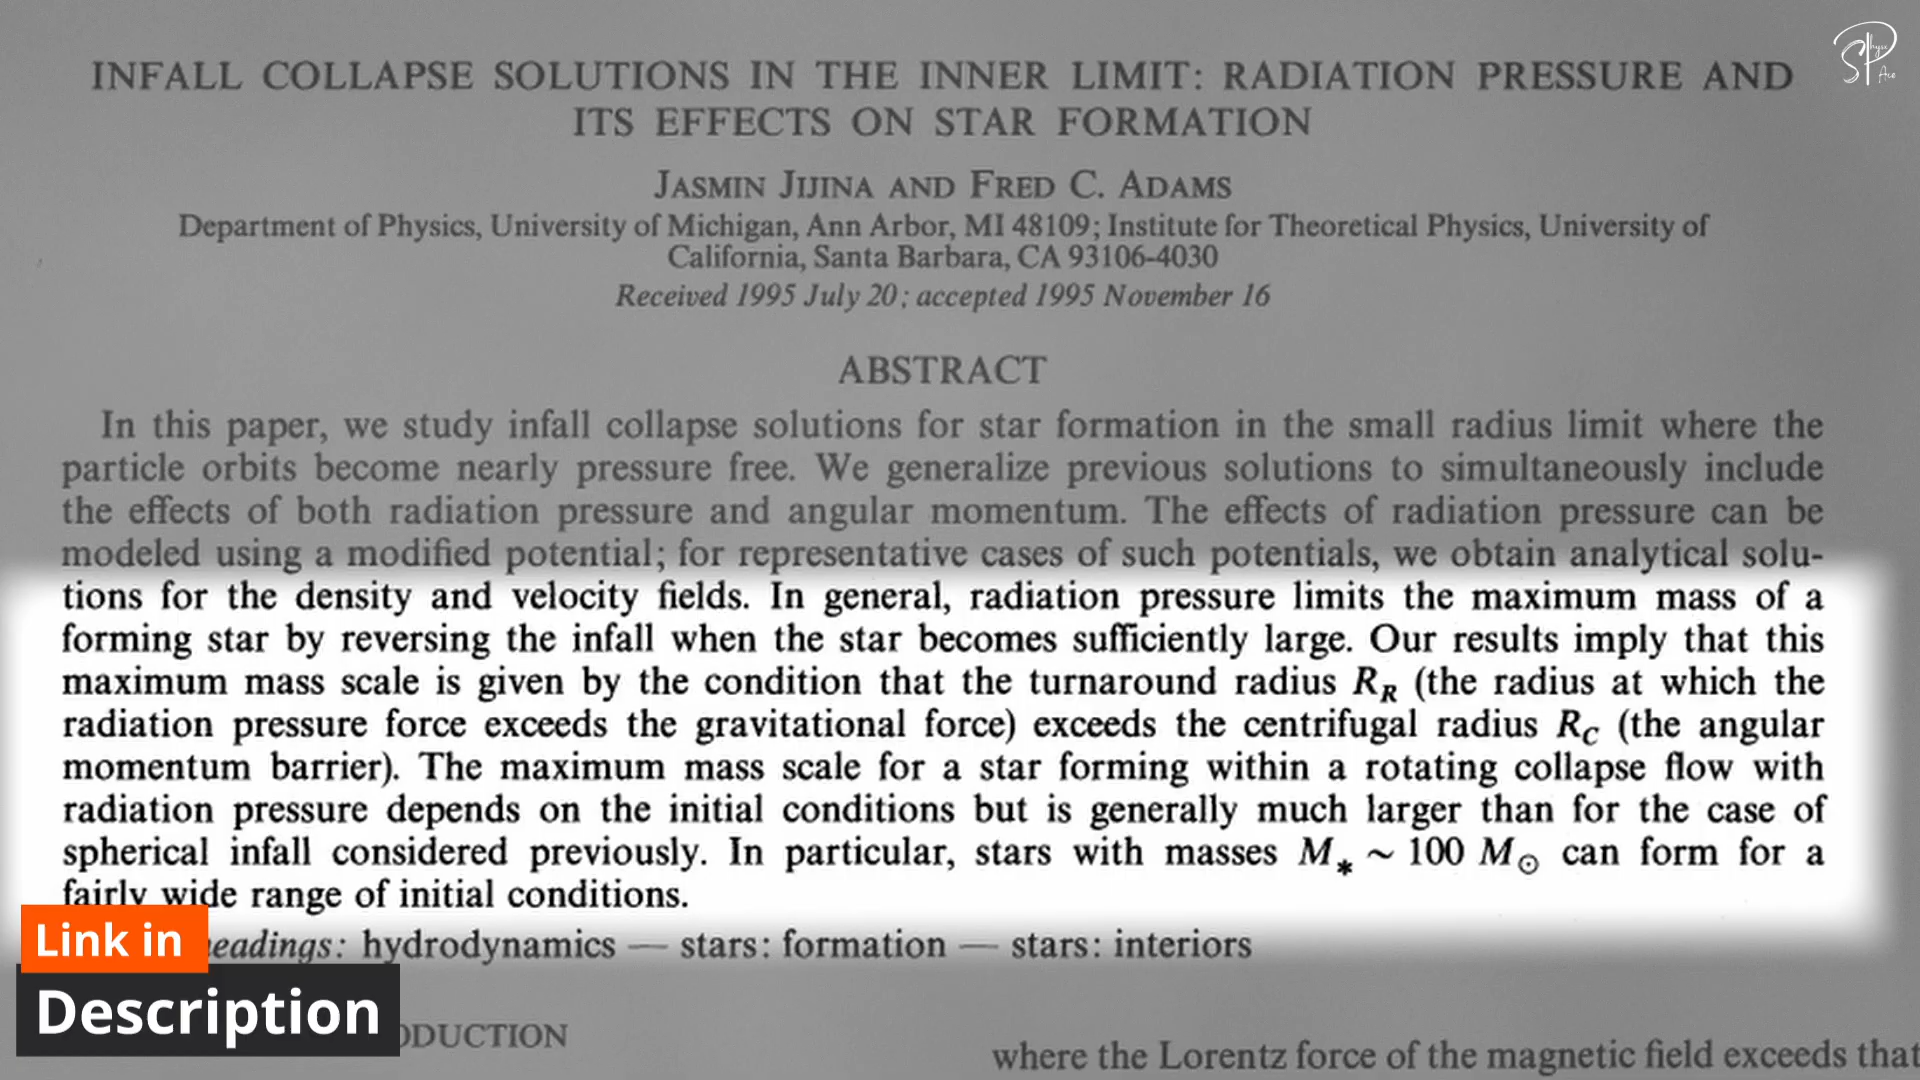 INFALL COLLAPSE SOLUTIONS IN THE INNER LIMIT: RADIATION PRESSURE AND
ITS EFFECTS ON STAR FORMATION
JASMIN JIJINA AND FRED C. ADAMS
Department of Physics, University of Michigan, Ann Arbor, MI 48109; Institute for Theoretical Physics, University of
California, Santa Barbara, CA 93106-4030
Received 1995 July 20; accepted 1995 November 16
ABSTRACT
In this paper, we study infall collapse solutions for star formation in the small radius limit where the
particle orbits become nearly pressure free. We generalize previous solutions to simultaneously include
the effects of both radiation pressure and angular momentum. The effects of radiation pressure can be
modeled using a modified potential; for representative cases of such potentials, we obtain analytical solu-
tions for the density and velocity fields. In general, radiation pressure limits the maximum mass of a
forming star by reversing the infall when the star becomes sufficiently large. Our results imply that this
maximum mass scale is given by the condition that the turnaround radius R_R (the radius at which the
radiation pressure force exceeds the gravitational force) exceeds the centrifugal radius R_C (the angular
momentum barrier). The maximum mass scale for a star forming within a rotating collapse flow with
radiation pressure depends on the initial conditions but is generally much larger than for the case of
spherical infall considered previously. In particular, stars with masses M_* ~ 100 M_⊙ can form for a
fairly wide range of initial conditions.
eadings: hydrodynamics — stars: formation — stars: interiors
Link in
Description
ODUCTION
where the Lorentz force of the magnetic field exceeds that